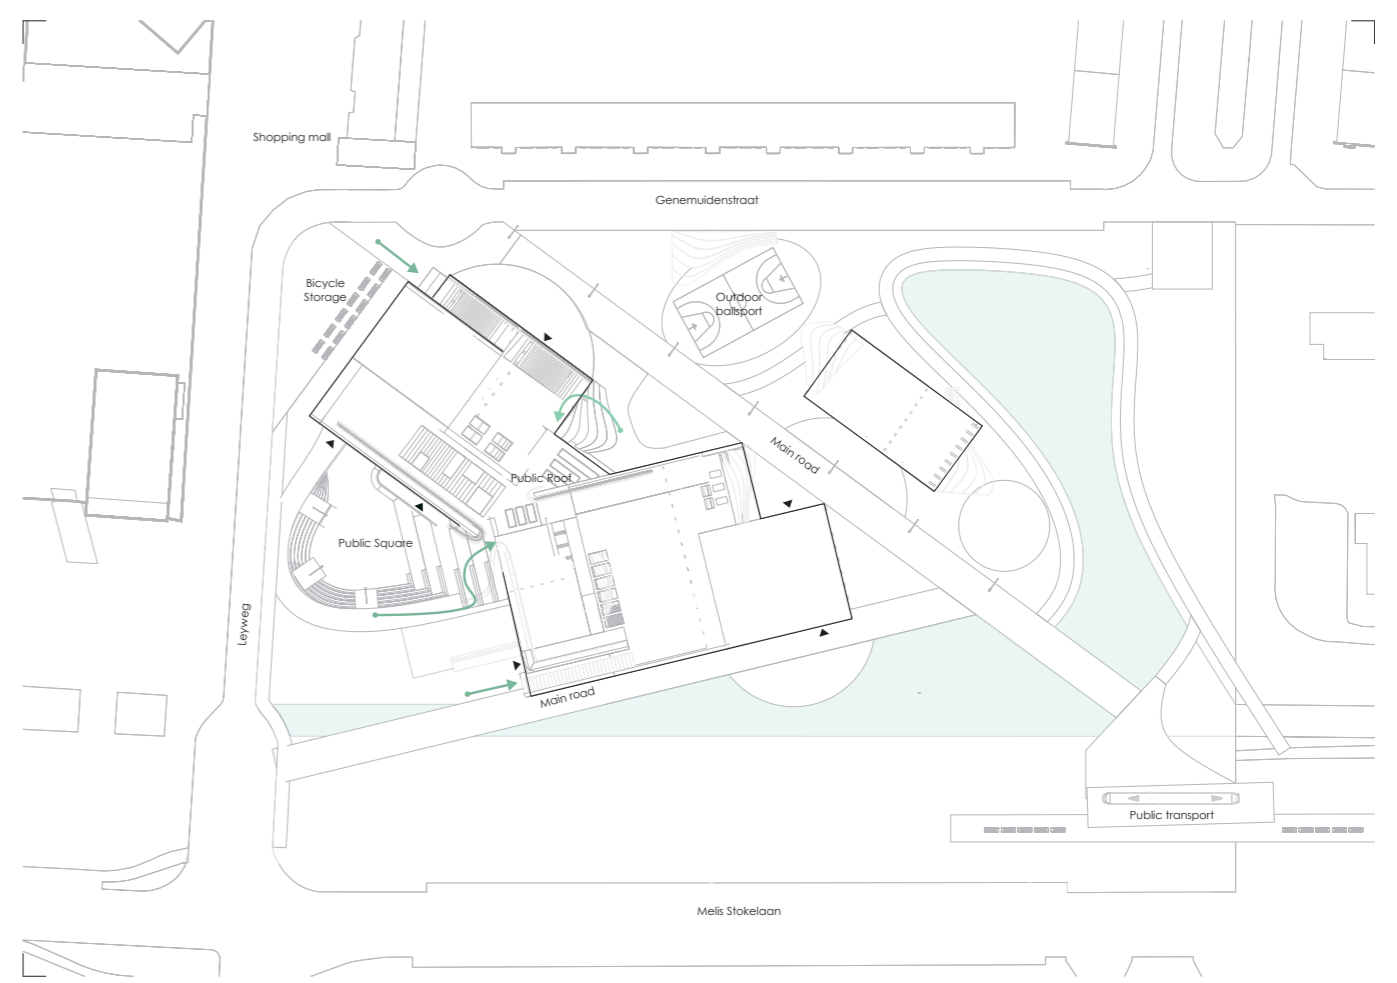 Shopping mall
Genemuidenstraat
Bicycle
Storage
Outdoor
ballsport
Main road
Public Roof
Public Square
Leyweg
Main road
Public transport
Melis Stokelaan